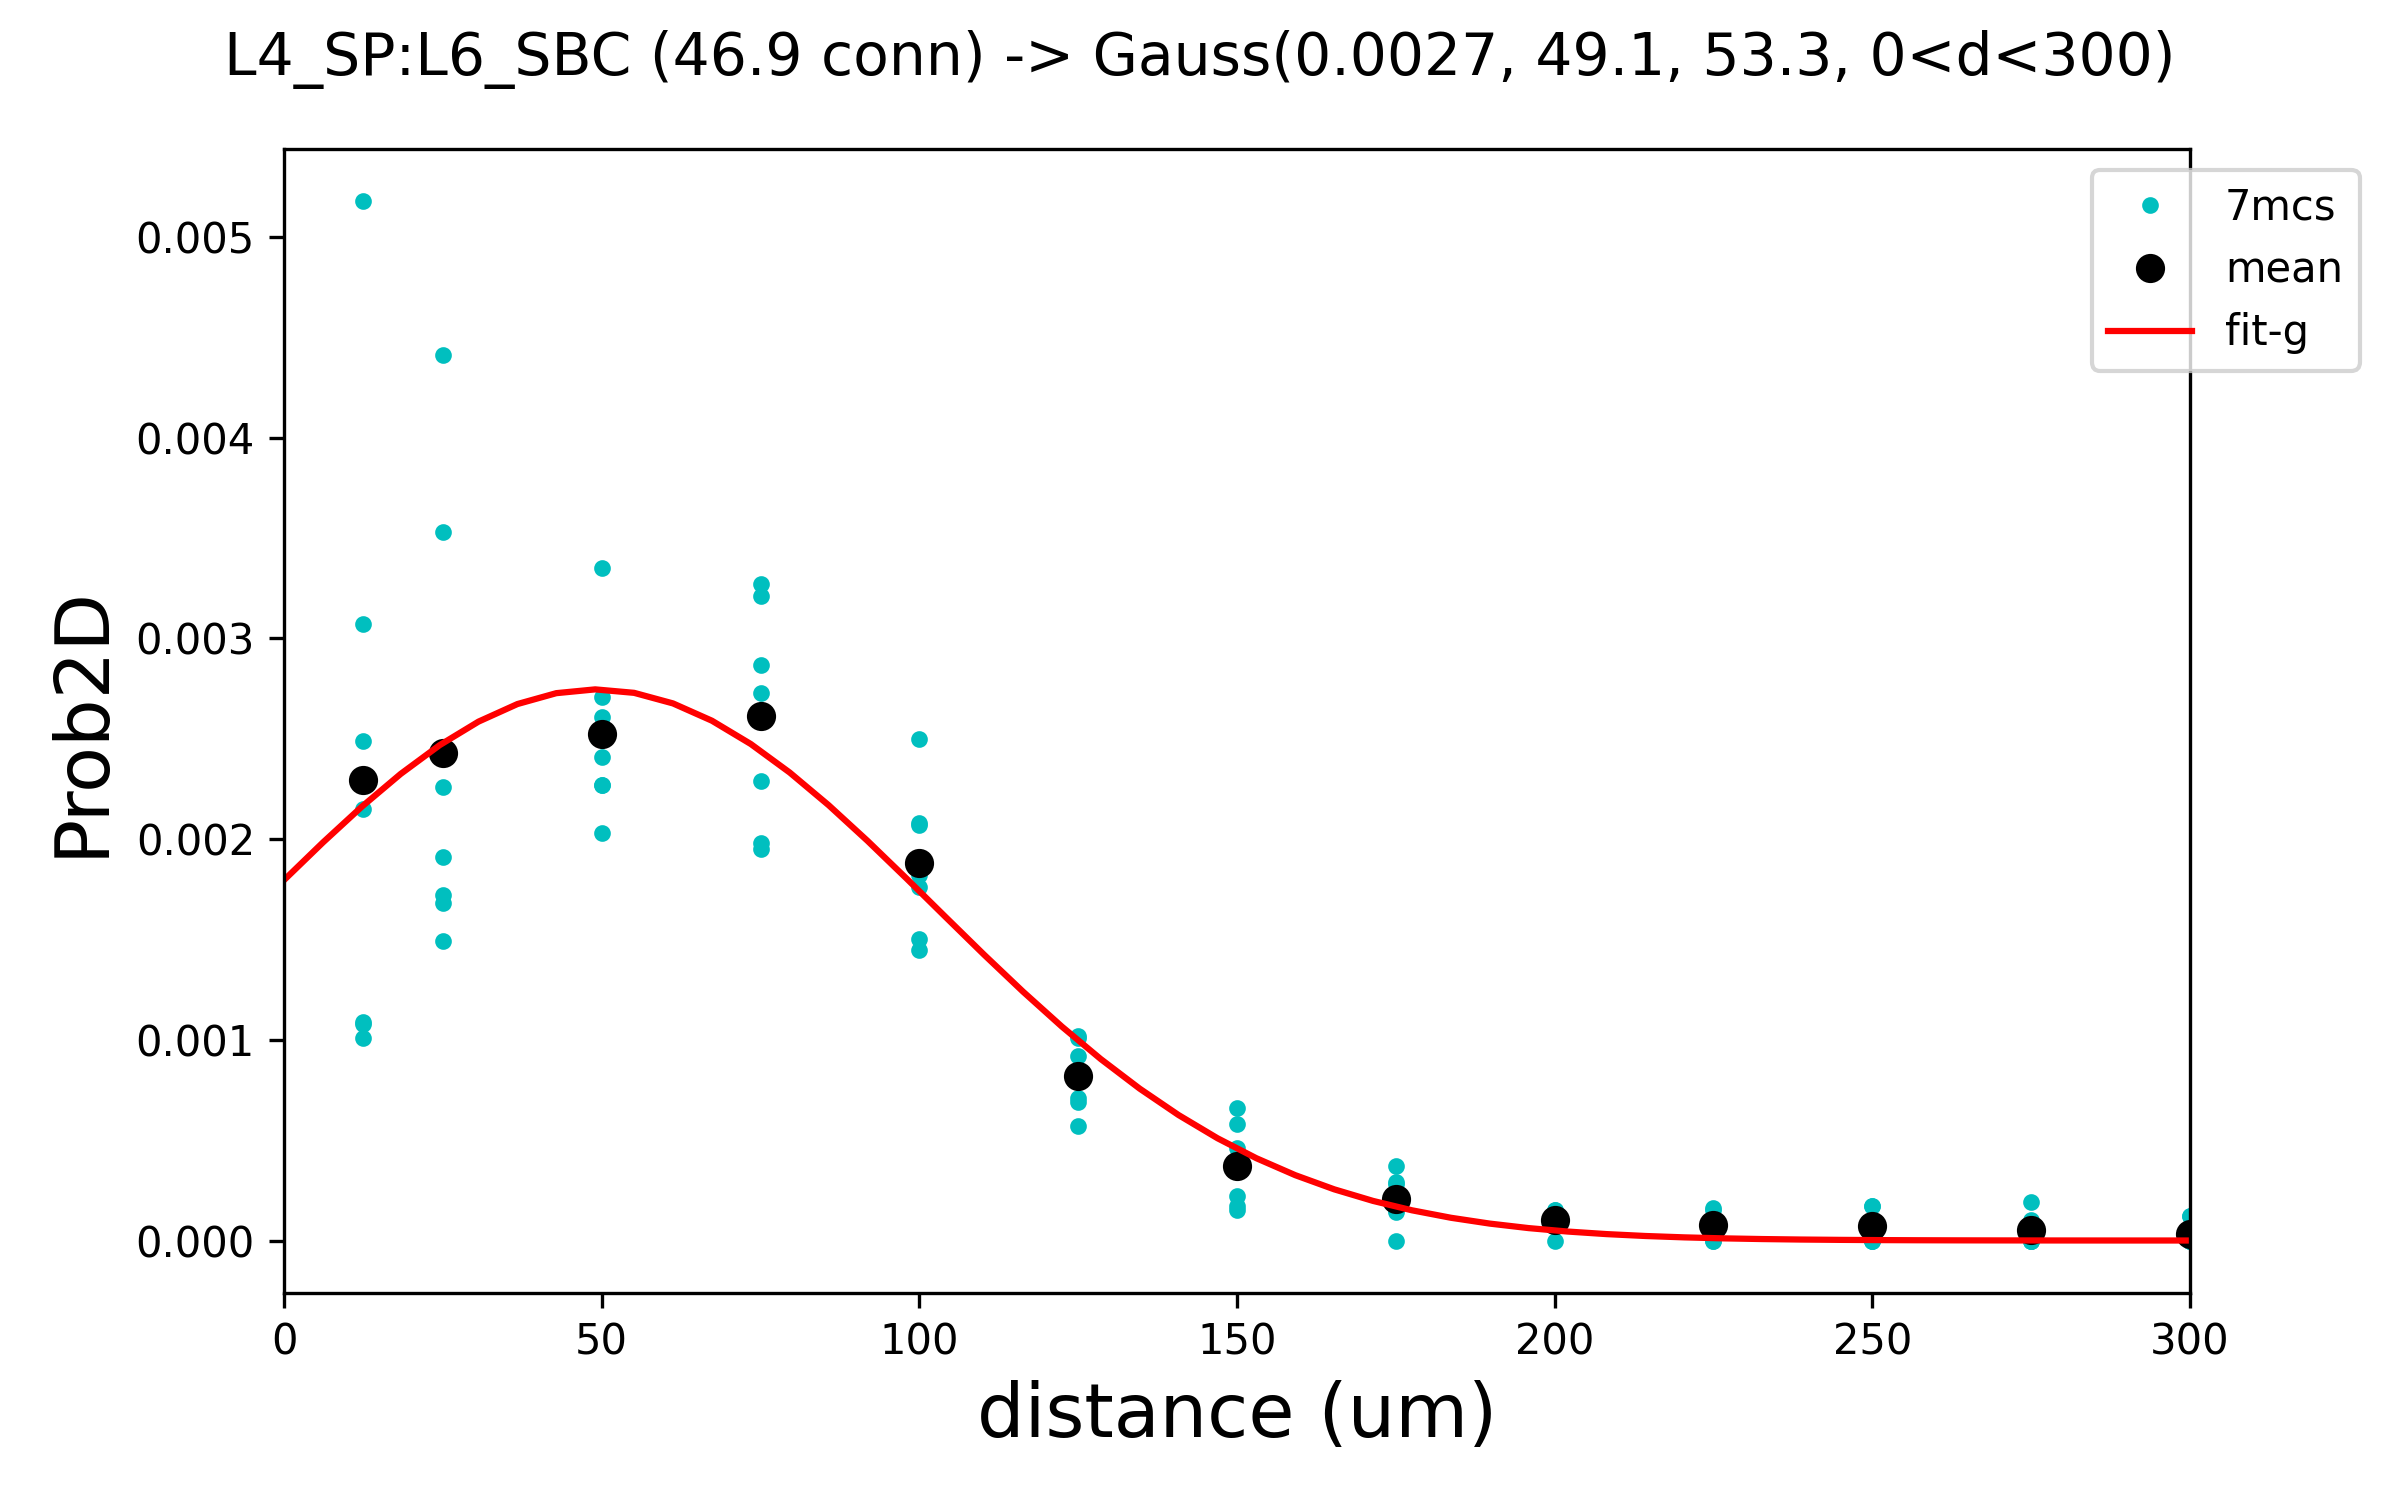 L4_SP:L6_SBC (46.9 conn) -> Gauss(0.0027, 49.1, 53.3, 0<d<300)
7mcs
mean
fit-g
Prob2D
0.005
0.004
0.003
0.002
0.001
0.000
0 50 100 150 200 250 300
distance (um)